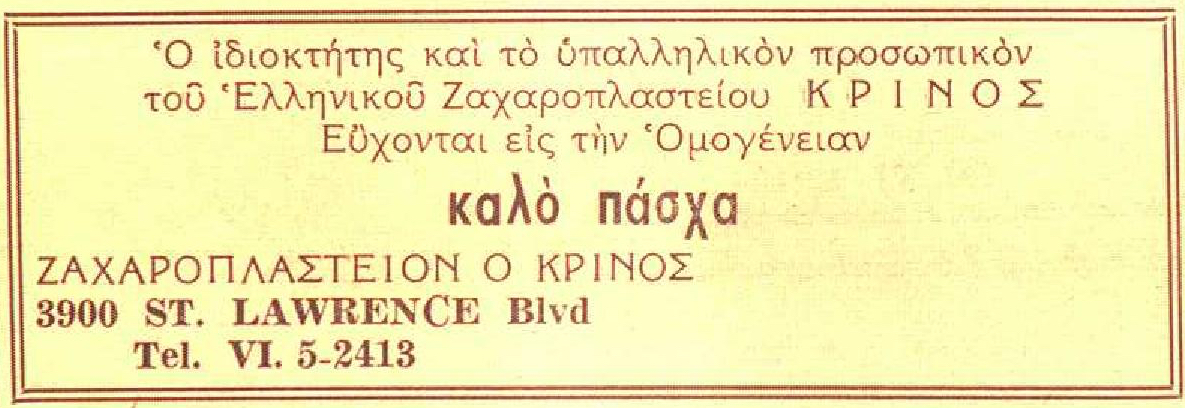 Ὁ ἰδιοκτήτης καὶ τὸ ὑπαλληλικὸν προσωπικὸν
τοῦ Ἑλληνικοῦ Ζαχαροπλαστείου ΚΡΙΝΟΣ
Εὔχονται εἰς τὴν Ὁμογένειαν
καλὸ πάσχα
ΖΑΧΑΡΟΠΛΑΣΤΕΙΟΝ Ο ΚΡΙΝΟΣ
3900 ST. LAWRENCE Blvd
Tel. VI. 5-2413